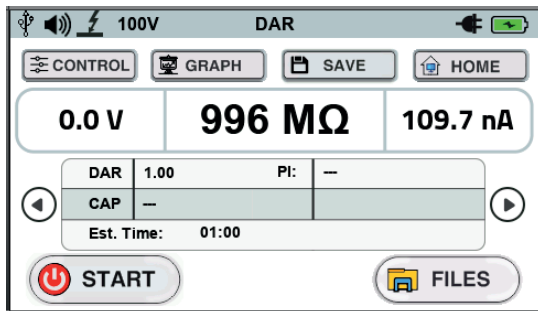 100V DAR
CONTROL GRAPH SAVE HOME
0.0 V 996 MΩ 109.7 nA
DAR 1.00 PI: ---
CAP ---
Est. Time: 01:00
START FILES